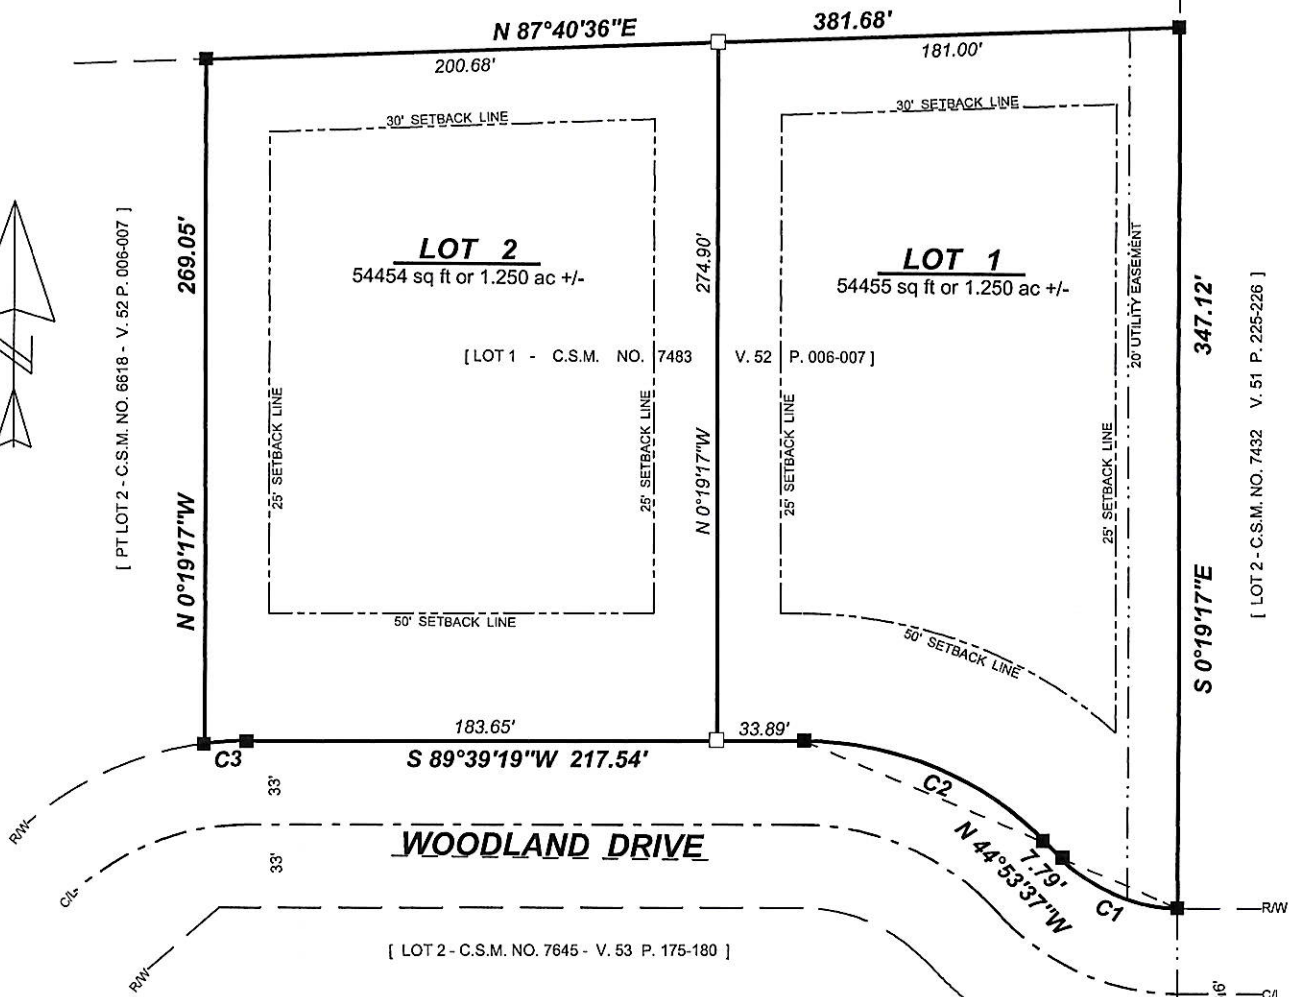 N 87°40'36"E 381.68'
200.68'
181.00'
30' SETBACK LINE
30' SETBACK LINE
[ PT LOT 2 - C.S.M. NO. 6618 - V. 52 P. 006-007 ]
269.05'
N 0°19'17"W
LOT 2
54454 sq ft or 1.250 ac +/-
274.90'
N 0°19'17"W
LOT 1
54455 sq ft or 1.250 ac +/-
20' UTILITY EASEMENT
347.12'
S 0°19'17"E
[ LOT 2 - C.S.M. NO. 7432 V. 51 P. 225-226 ]
[ LOT 1 - C.S.M. NO. 7483 V. 52 P. 006-007 ]
25' SETBACK LINE
25' SETBACK LINE
25' SETBACK LINE
25' SETBACK LINE
50' SETBACK LINE
50' SETBACK LINE
183.65'
33.89'
C3
S 89°39'19"W 217.54'
C2
33'
R/W
WOODLAND DRIVE
7.79'
N 44°53'37"W
33'
C/L
C1
R/W
[ LOT 2 - C.S.M. NO. 7645 - V. 53 P. 175-180 ]
R/W
6'
C/L